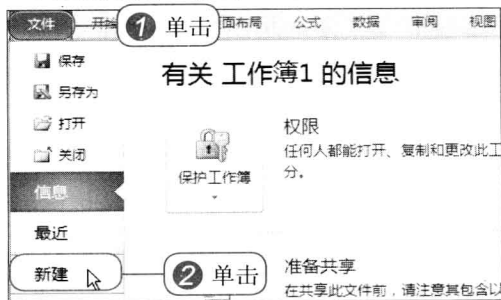 文件 开始 ❶ 单击 页面布局 公式 数据 审阅 视图
保存
另存为
打开
关闭
信息
最近
新建
有关 工作簿1 的信息
保护工作簿
权限
任何人都能打开、复制和更改此工
分。
❷ 单击
准备共享
在共享此文件前，请注意其包含以